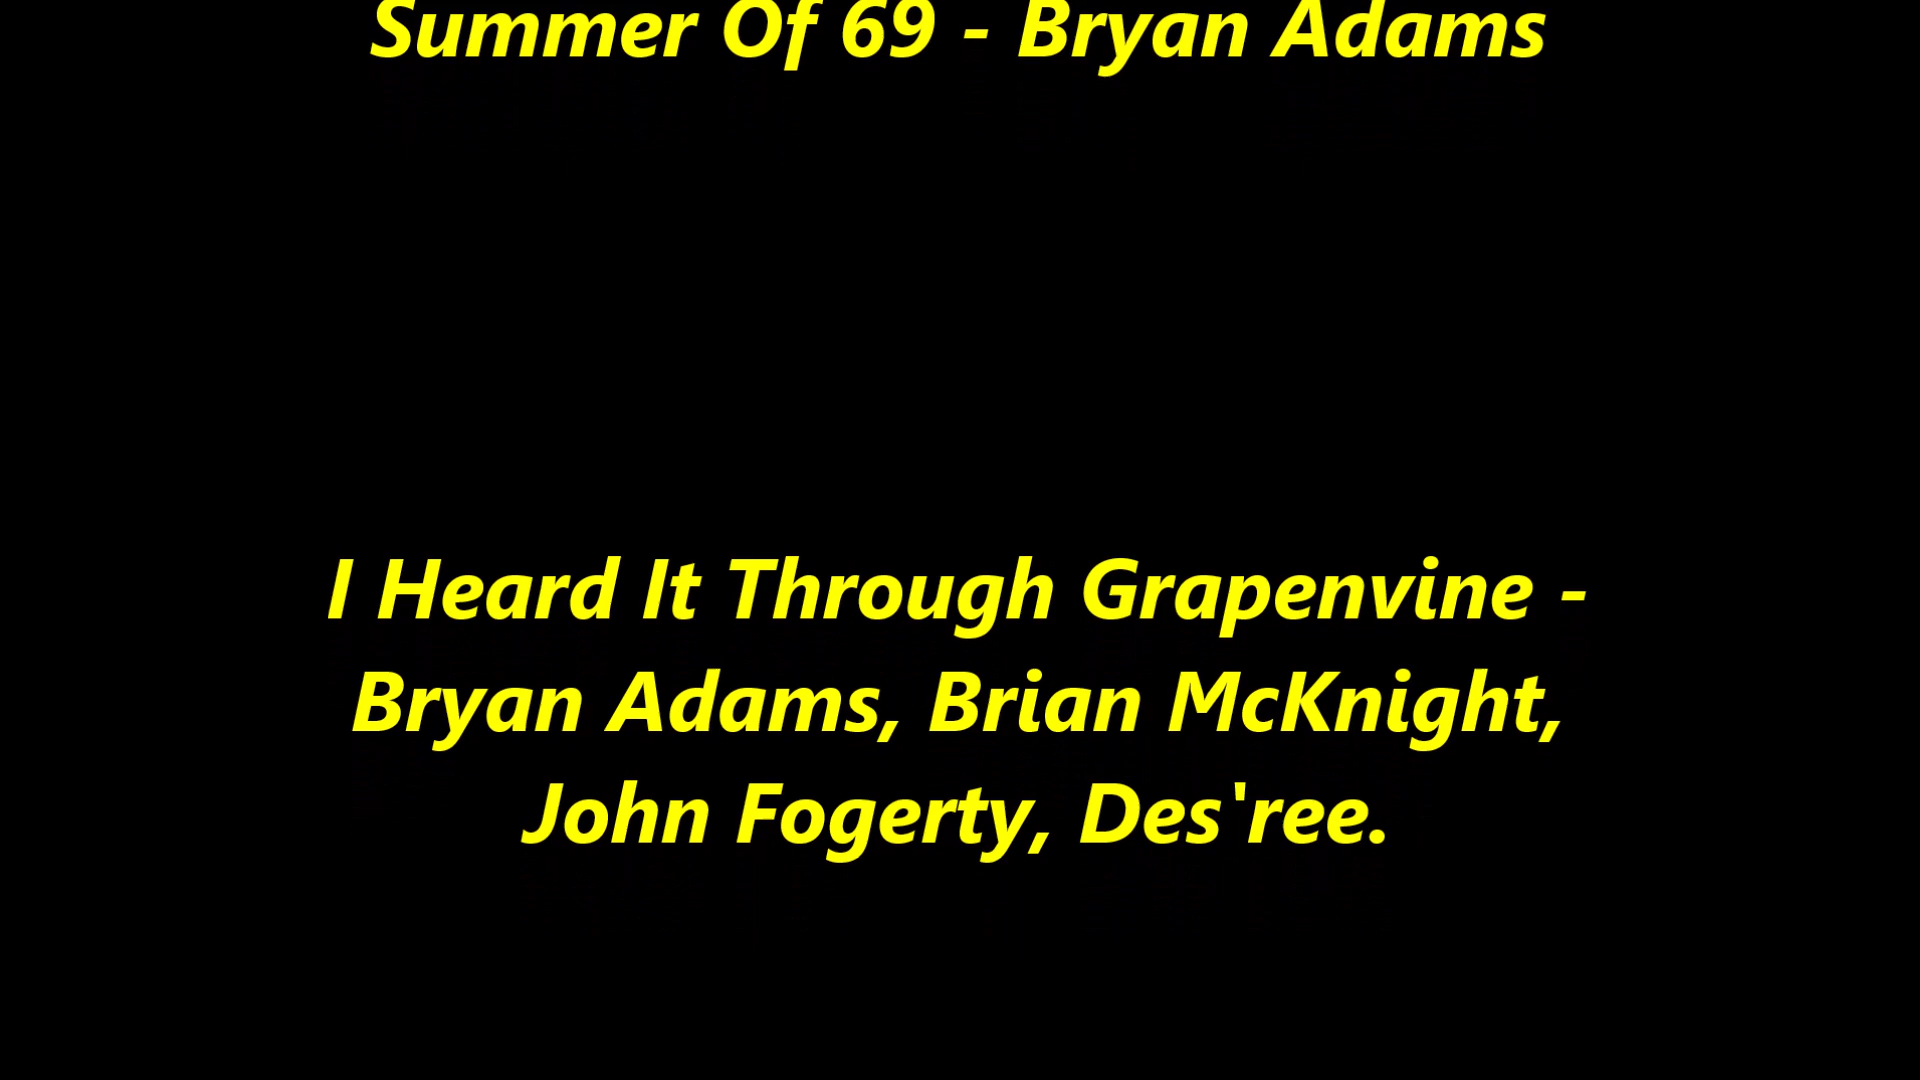 Summer Of 69 - Bryan Adams
I Heard It Through Grapenvine -
Bryan Adams, Brian McKnight,
John Fogerty, Des'ree.